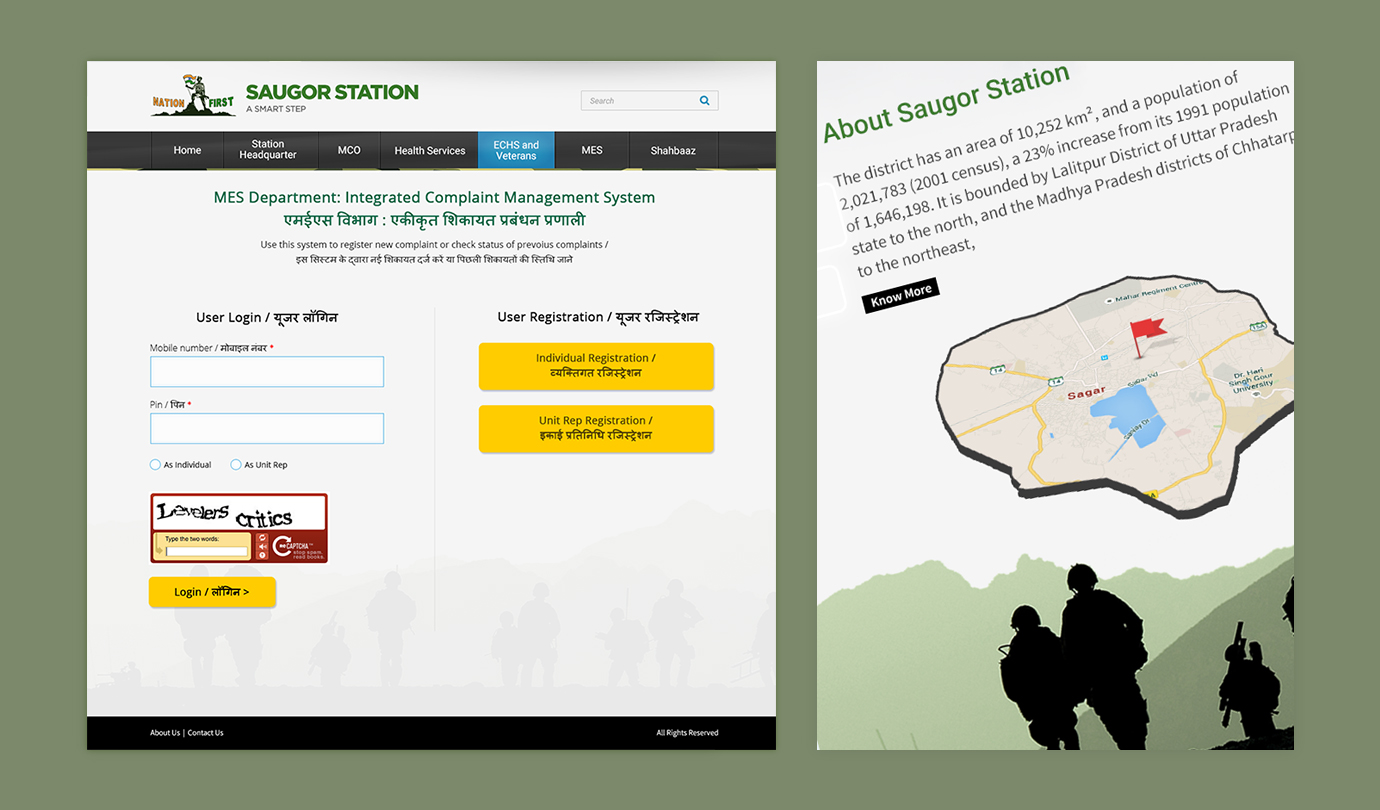 NATION FIRST
SAUGOR STATION
A SMART STEP
Search
Home
Station
Headquarter
MCO
Health Services
ECHS and
Veterans
MES
Shahbaaz
MES Department: Integrated Complaint Management System
एमईएस विभाग : एकीकृत शिकायत प्रबंधन प्रणाली
Use this system to register new complaint or check status of prevoius complaints /
इस सिस्टम के द्वारा नई शिकायत दर्ज करें या पिछली शिकायतों की स्तिथि जाने
User Login / यूजर लॉगिन
Mobile number / मोबाइल नंबर *
Pin / पिन *
As Individual
As Unit Rep
Levelers critics
Type the two words:
reCAPTCHA™
stop spam.
read books.
Login / लॉगिन >
User Registration / यूजर रजिस्ट्रेशन
Individual Registration /
व्यक्तिगत रजिस्ट्रेशन
Unit Rep Registration /
इकाई प्रतिनिधि रजिस्ट्रेशन
About Us | Contact Us
All Rights Reserved
About Saugor Station
The district has an area of 10,252 km², and a population of
2,021,783 (2001 census), a 23% increase from its 1991 population
of 1,646,198. It is bounded by Lalitpur District of Uttar Pradesh
state to the north, and the Madhya Pradesh districts of Chhatarp
to the northeast,
Know More
Mahar Regiment Centre
Sagar
Dr. Hari
Singh Gour
University
Sanjay Dr